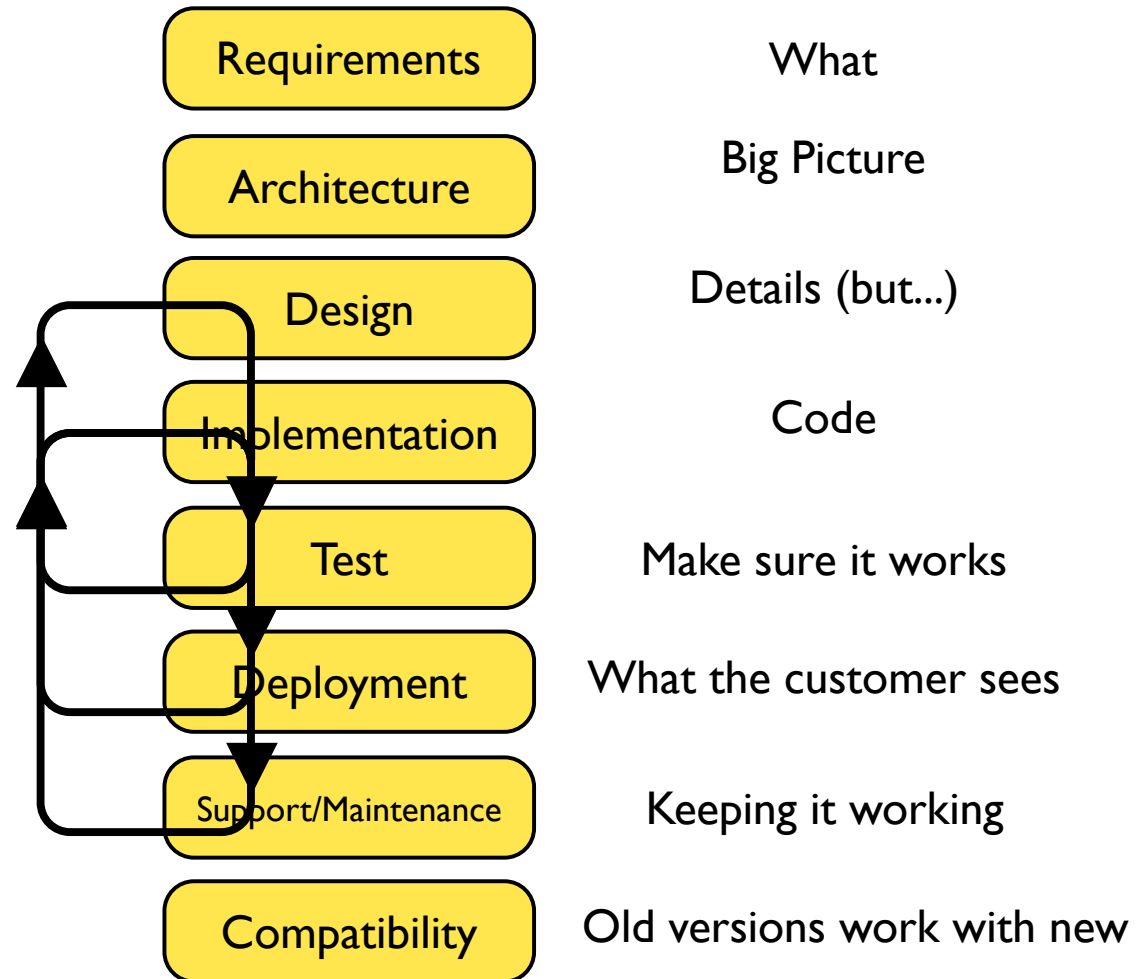 Requirements What
Architecture Big Picture
Design Details (but...)
Implementation Code
Test Make sure it works
Deployment What the customer sees
Support/Maintenance Keeping it working
Compatibility Old versions work with new